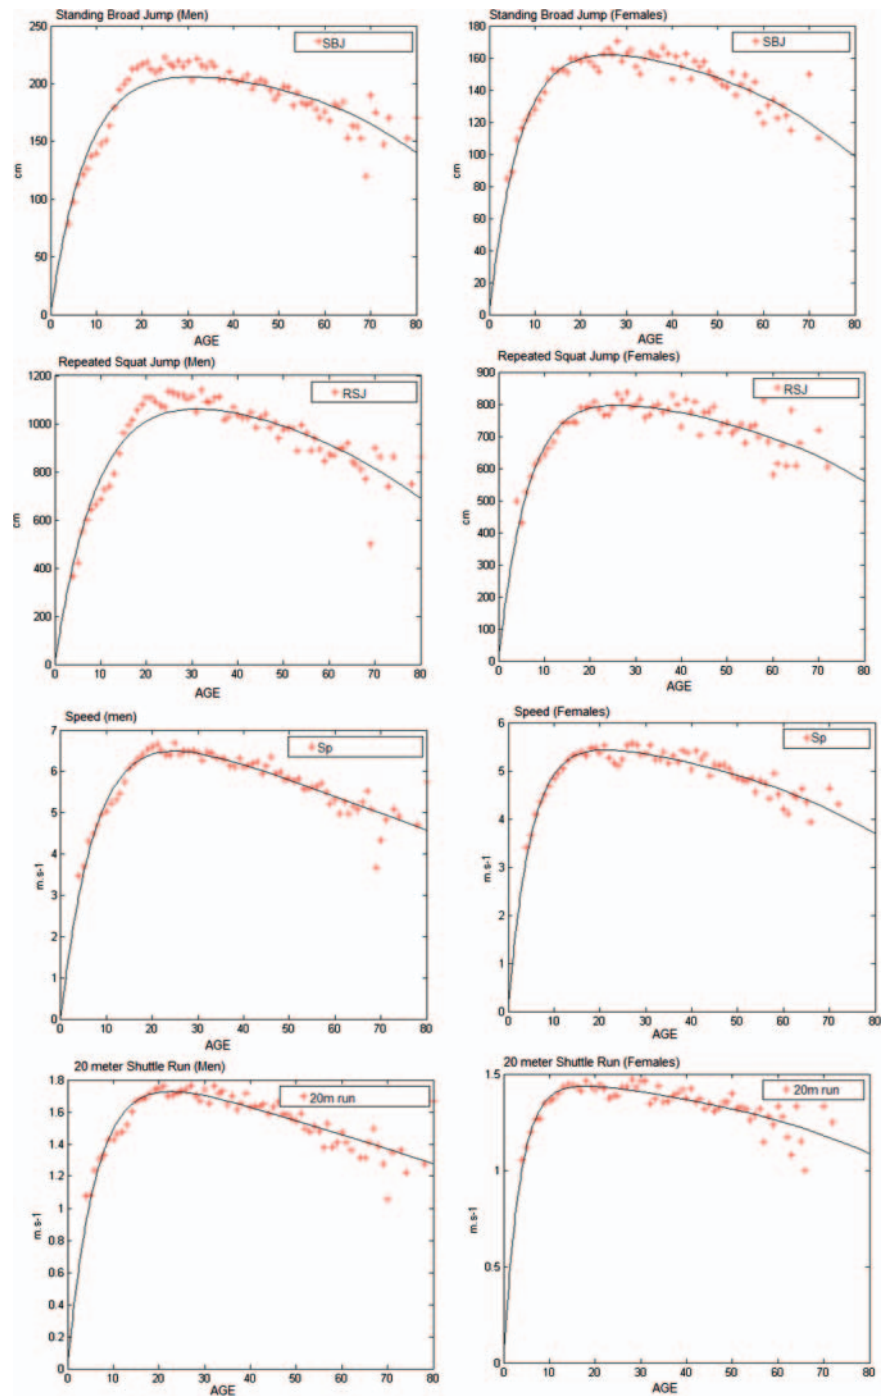 Standing Broad Jump (Men)
SBJ
250
200
150
100
50
0
cm
0 10 20 30 40 50 60 70 80
AGE
Standing Broad Jump (Females)
SBJ
180
160
140
120
100
80
60
40
20
0
cm
0 10 20 30 40 50 60 70 80
AGE
Repeated Squat Jump (Men)
RSJ
1200
1000
800
600
400
200
0
cm
0 10 20 30 40 50 60 70 80
AGE
Repeated Squat Jump (Females)
RSJ
900
800
700
600
500
400
300
200
100
0
cm
0 10 20 30 40 50 60 70 80
AGE
Speed (men)
Sp
7
6
5
4
3
2
1
0
m.s-1
0 10 20 30 40 50 60 70 80
AGE
Speed (Females)
Sp
6
5
4
3
2
1
0
m.s-1
0 10 20 30 40 50 60 70 80
AGE
20 meter Shuttle Run (Men)
20m run
1.8
1.6
1.4
1.2
1
0.8
0.6
0.4
0.2
0
m.s-1
0 10 20 30 40 50 60 70 80
AGE
20 meter Shuttle Run (Females)
20m run
1.5
1
0.5
0
m.s-1
0 10 20 30 40 50 60 70 80
AGE